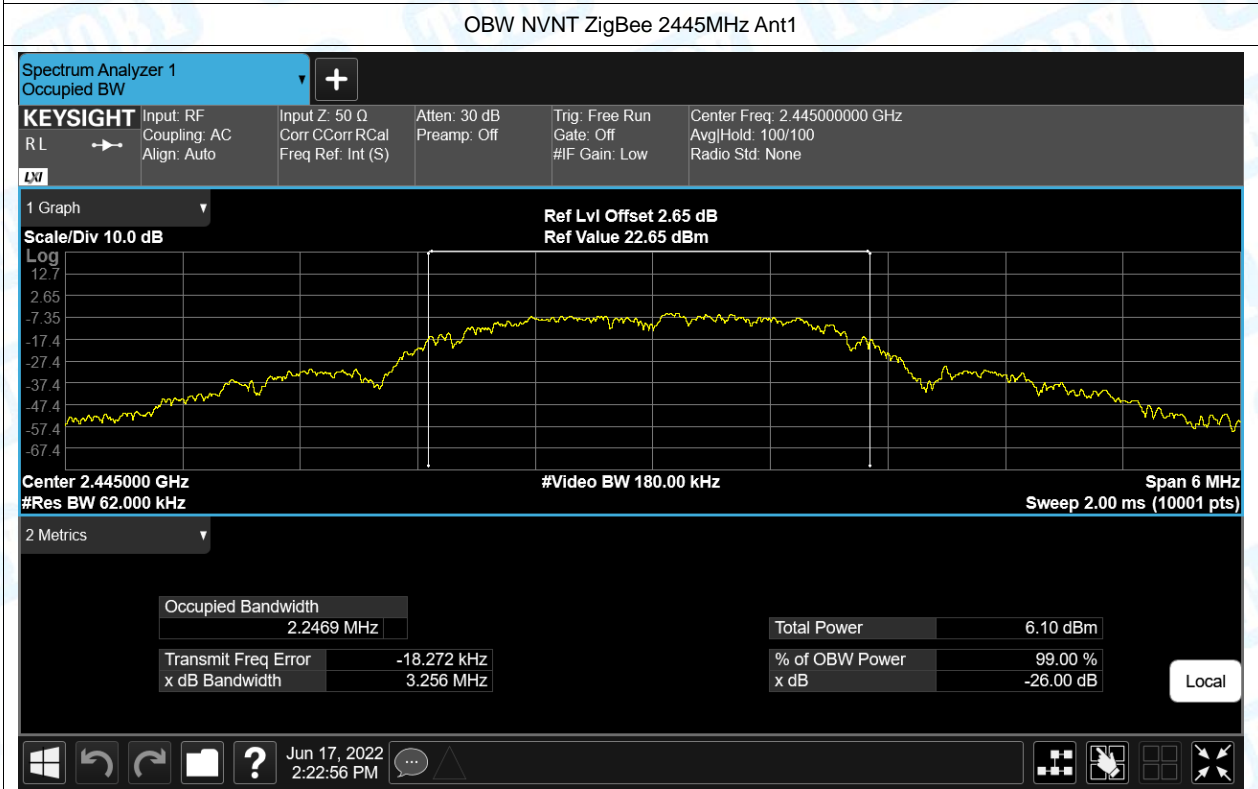 OBW NVNT ZigBee 2445MHz Ant1
Spectrum Analyzer 1
Occupied BW
KEYSIGHT
RL
LXI
Input: RF
Coupling: AC
Align: Auto
Input Z: 50 Ω
Corr CCorr RCal
Freq Ref: Int (S)
Atten: 30 dB
Preamp: Off
Trig: Free Run
Gate: Off
#IF Gain: Low
Center Freq: 2.445000000 GHz
Avg|Hold: 100/100
Radio Std: None
1 Graph
Scale/Div 10.0 dB
Ref Lvl Offset 2.65 dB
Ref Value 22.65 dBm
Log
12.7
2.65
-7.35
-17.4
-27.4
-37.4
-47.4
-57.4
-67.4
Center 2.445000 GHz
#Video BW 180.00 kHz
Span 6 MHz
#Res BW 62.000 kHz
Sweep 2.00 ms (10001 pts)
2 Metrics
Occupied Bandwidth
2.2469 MHz
Total Power 6.10 dBm
Transmit Freq Error -18.272 kHz
% of OBW Power 99.00 %
x dB Bandwidth 3.256 MHz
x dB -26.00 dB
Local
?
Jun 17, 2022
2:22:56 PM